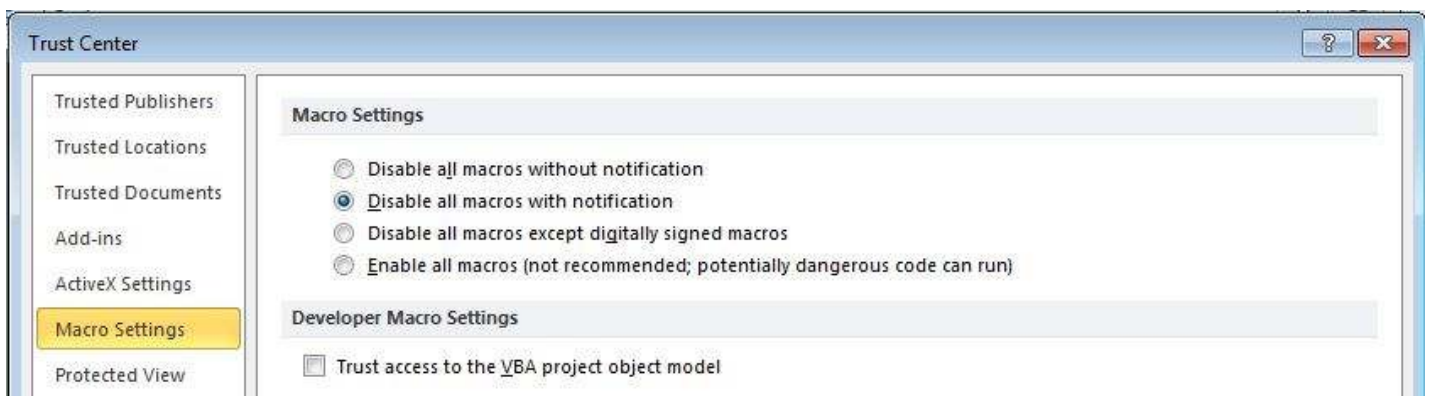 Trust Center
Trusted Publishers
Trusted Locations
Trusted Documents
Add-ins
ActiveX Settings
Macro Settings
Protected View
Macro Settings
Disable all macros without notification
Disable all macros with notification
Disable all macros except digitally signed macros
Enable all macros (not recommended; potentially dangerous code can run)
Developer Macro Settings
Trust access to the VBA project object model